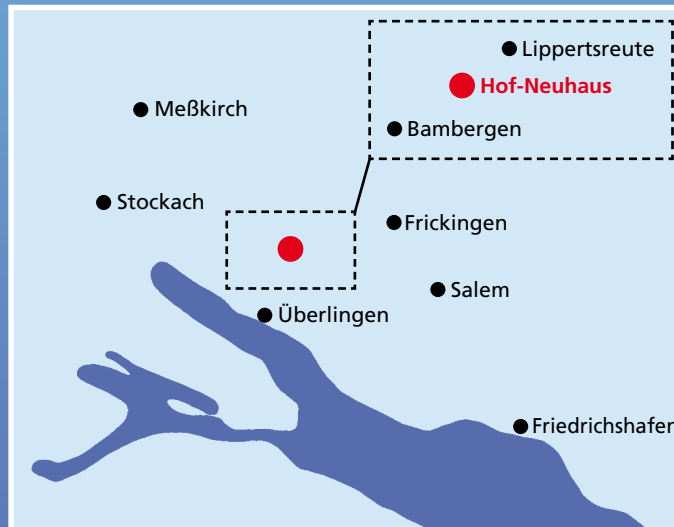 Lippertsreute
Hof-Neuhaus
Meßkirch
Bambergen
Stockach
Frickingen
Salem
Überlingen
Friedrichshafen